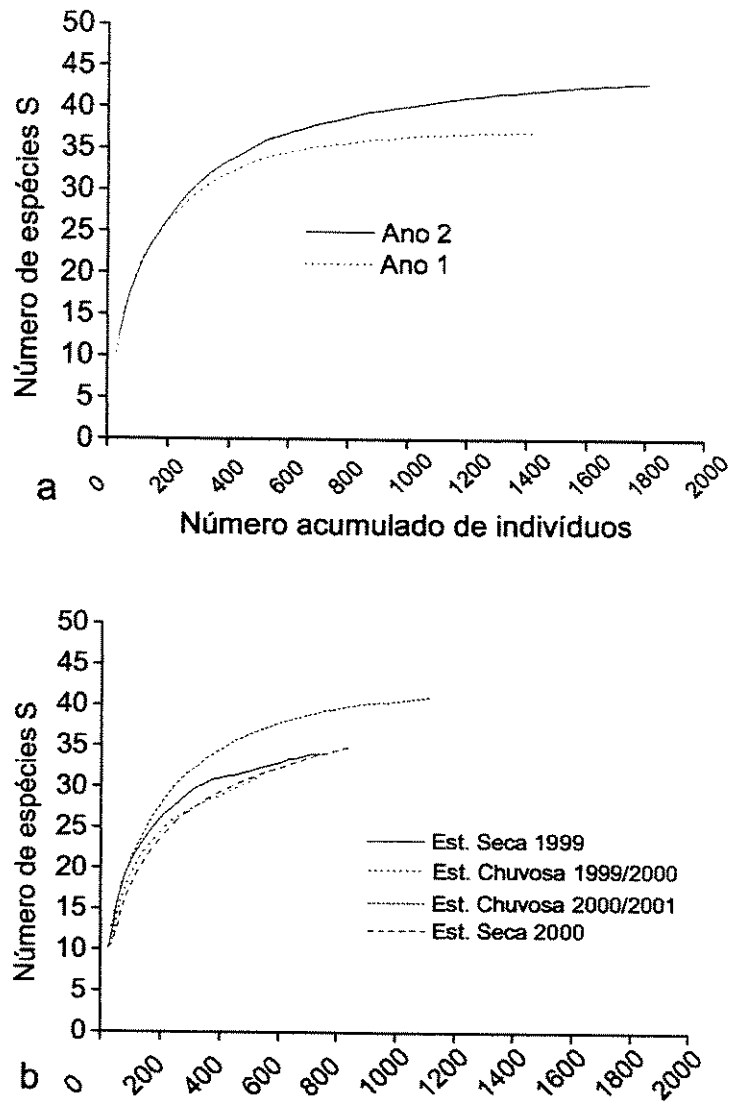 50
45
40
35
30
25
20
15
10
5
0
Número de espécies S
Ano 2
Ano 1
a
0 200 400 600 800 1000 1200 1400 1600 1800 2000
Número acumulado de indivíduos
50
45
40
35
30
25
20
15
10
5
0
Número de espécies S
Est. Seca 1999
Est. Chuvosa 1999/2000
Est. Chuvosa 2000/2001
Est. Seca 2000
b
0 200 400 600 800 1000 1200 1400 1600 1800 2000